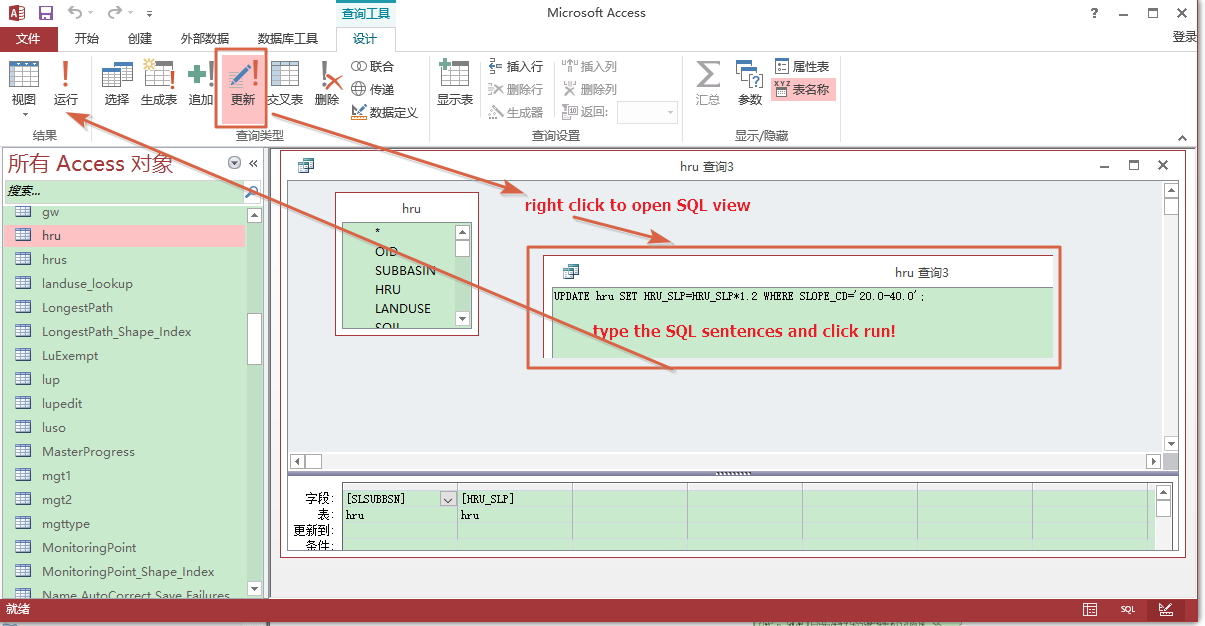 查询工具
Microsoft Access
?
登录
文件
开始
创建
外部数据
数据库工具
设计
视图
运行
选择
生成表
追加
更新
交叉表
删除
联合
传递
数据定义
显示表
插入行
删除行
生成器
插入列
删除列
返回:
汇总
参数
属性表
XYZ
表名称
结果
查询类型
查询设置
显示/隐藏
所有 Access 对象
搜索...
gw
hru
hrus
landuse_lookup
LongestPath
LongestPath_Shape_Index
LuExempt
lup
lupedit
luso
MasterProgress
mgt1
mgt2
mgttype
MonitoringPoint
MonitoringPoint_Shape_Index
Name AutoCorrect Save Failures
hru 查询3
hru
*
OID
SUBBASIN
HRU
LANDUSE
SOIL
right click to open SQL view
hru 查询3
UPDATE hru SET HRU_SLP=HRU_SLP*1.2 WHERE SLOPE_CD='20.0-40.0';
type the SQL sentences and click run!
字段: [SLSUBBSN] [HRU_SLP]
表: hru hru
更新到:
条件:
就绪
SQL